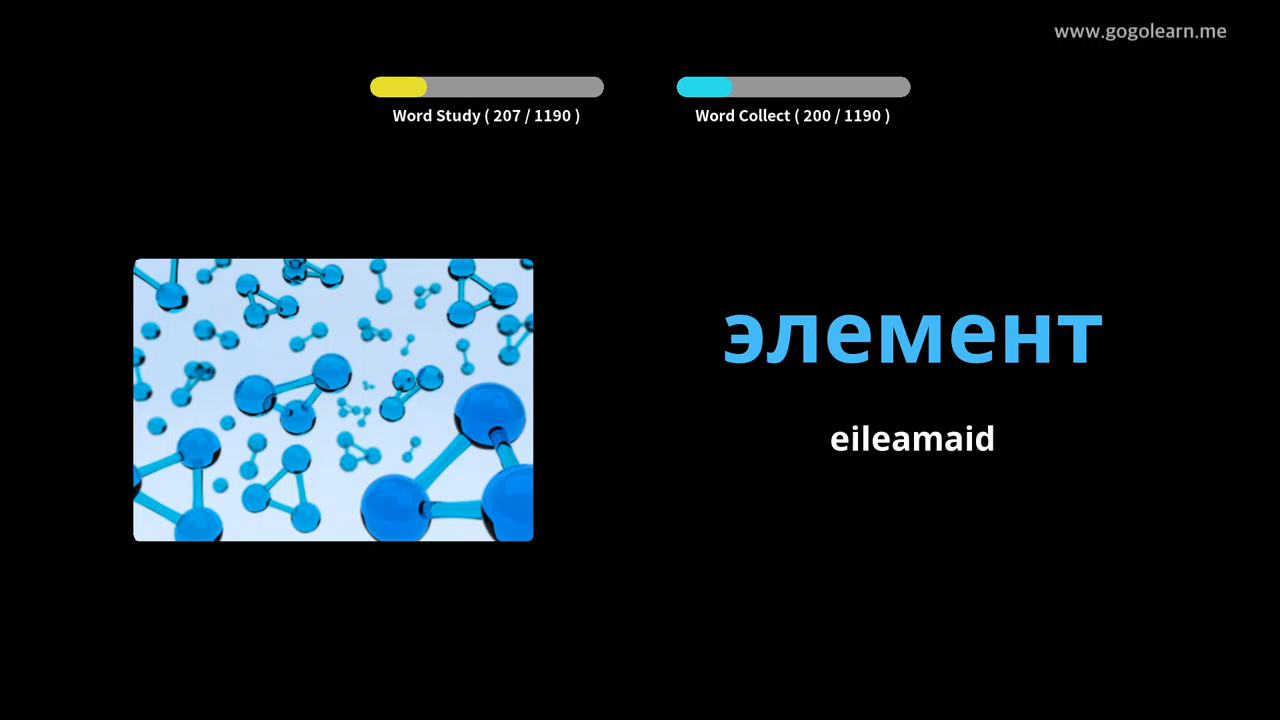 www.gogolearn.me
Word Study ( 207 / 1190 )
Word Collect ( 200 / 1190 )
элемент
eileamaid